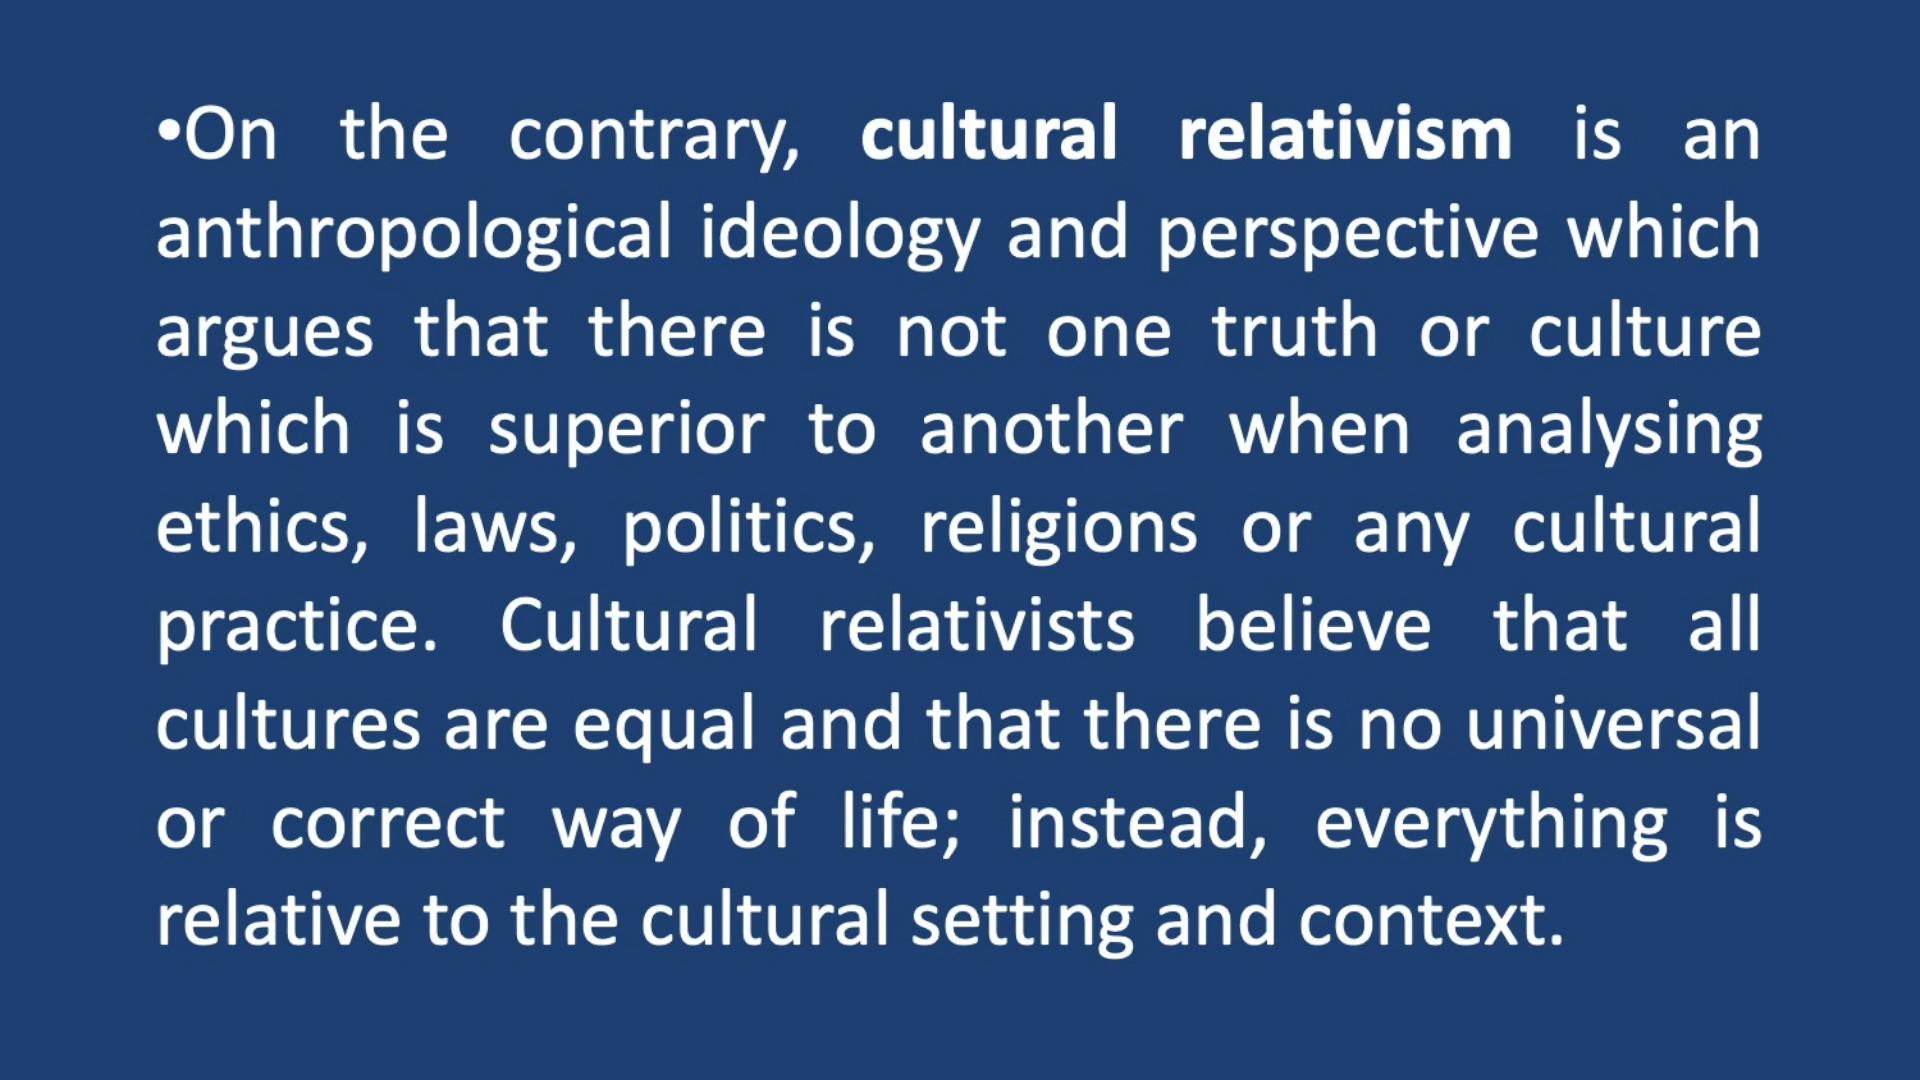 •On the contrary, cultural relativism is an
anthropological ideology and perspective which
argues that there is not one truth or culture
which is superior to another when analysing
ethics, laws, politics, religions or any cultural
practice. Cultural relativists believe that all
cultures are equal and that there is no universal
or correct way of life; instead, everything is
relative to the cultural setting and context.